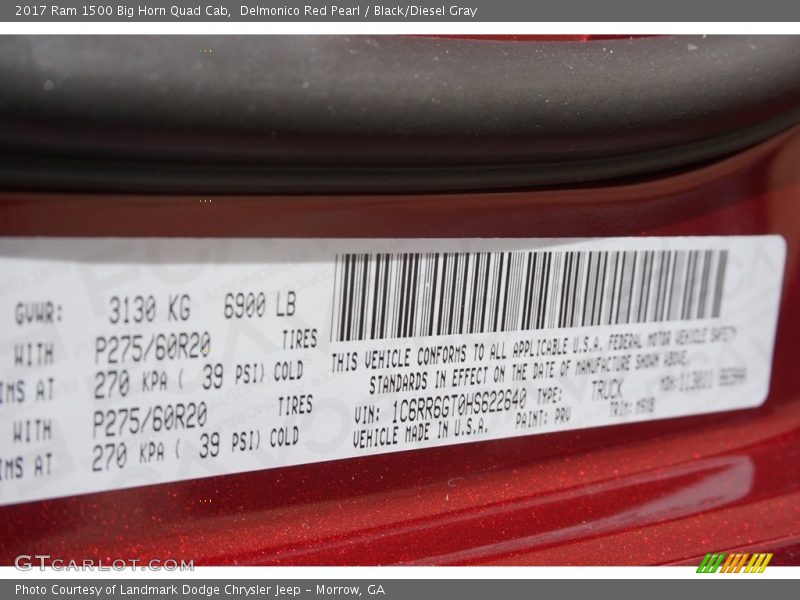 2017 Ram 1500 Big Horn Quad Cab,  Delmonico Red Pearl / Black/Diesel Gray
GVWR: 3130 KG 6900 LB
WITH P275/60R20 TIRES
IMS AT 270 KPA ( 39 PSI) COLD
WITH P275/60R20 TIRES
IMS AT 270 KPA ( 39 PSI) COLD
THIS VEHICLE CONFORMS TO ALL APPLICABLE U.S.A. FEDERAL MOTOR VEHICLE SAFETY
STANDARDS IN EFFECT ON THE DATE OF MANUFACTURE SHOWN ABOVE.
VIN: 1C6RR6GT0HS622640 TYPE: TRUCK
VEHICLE MADE IN U.S.A. PAINT: PRV TRIM:
GTCARLOT.COM
Photo Courtesy of Landmark Dodge Chrysler Jeep – Morrow, GA